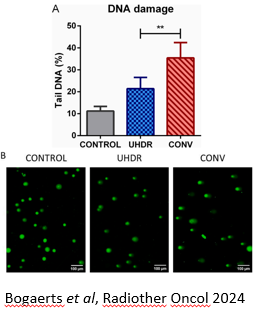 A
DNA damage
**
Tail DNA (%)
50
40
30
20
10
0
CONTROL UHDR CONV
B
CONTROL UHDR CONV
100 µm 100 µm 100 µm
Bogaerts et al, Radiother Oncol 2024